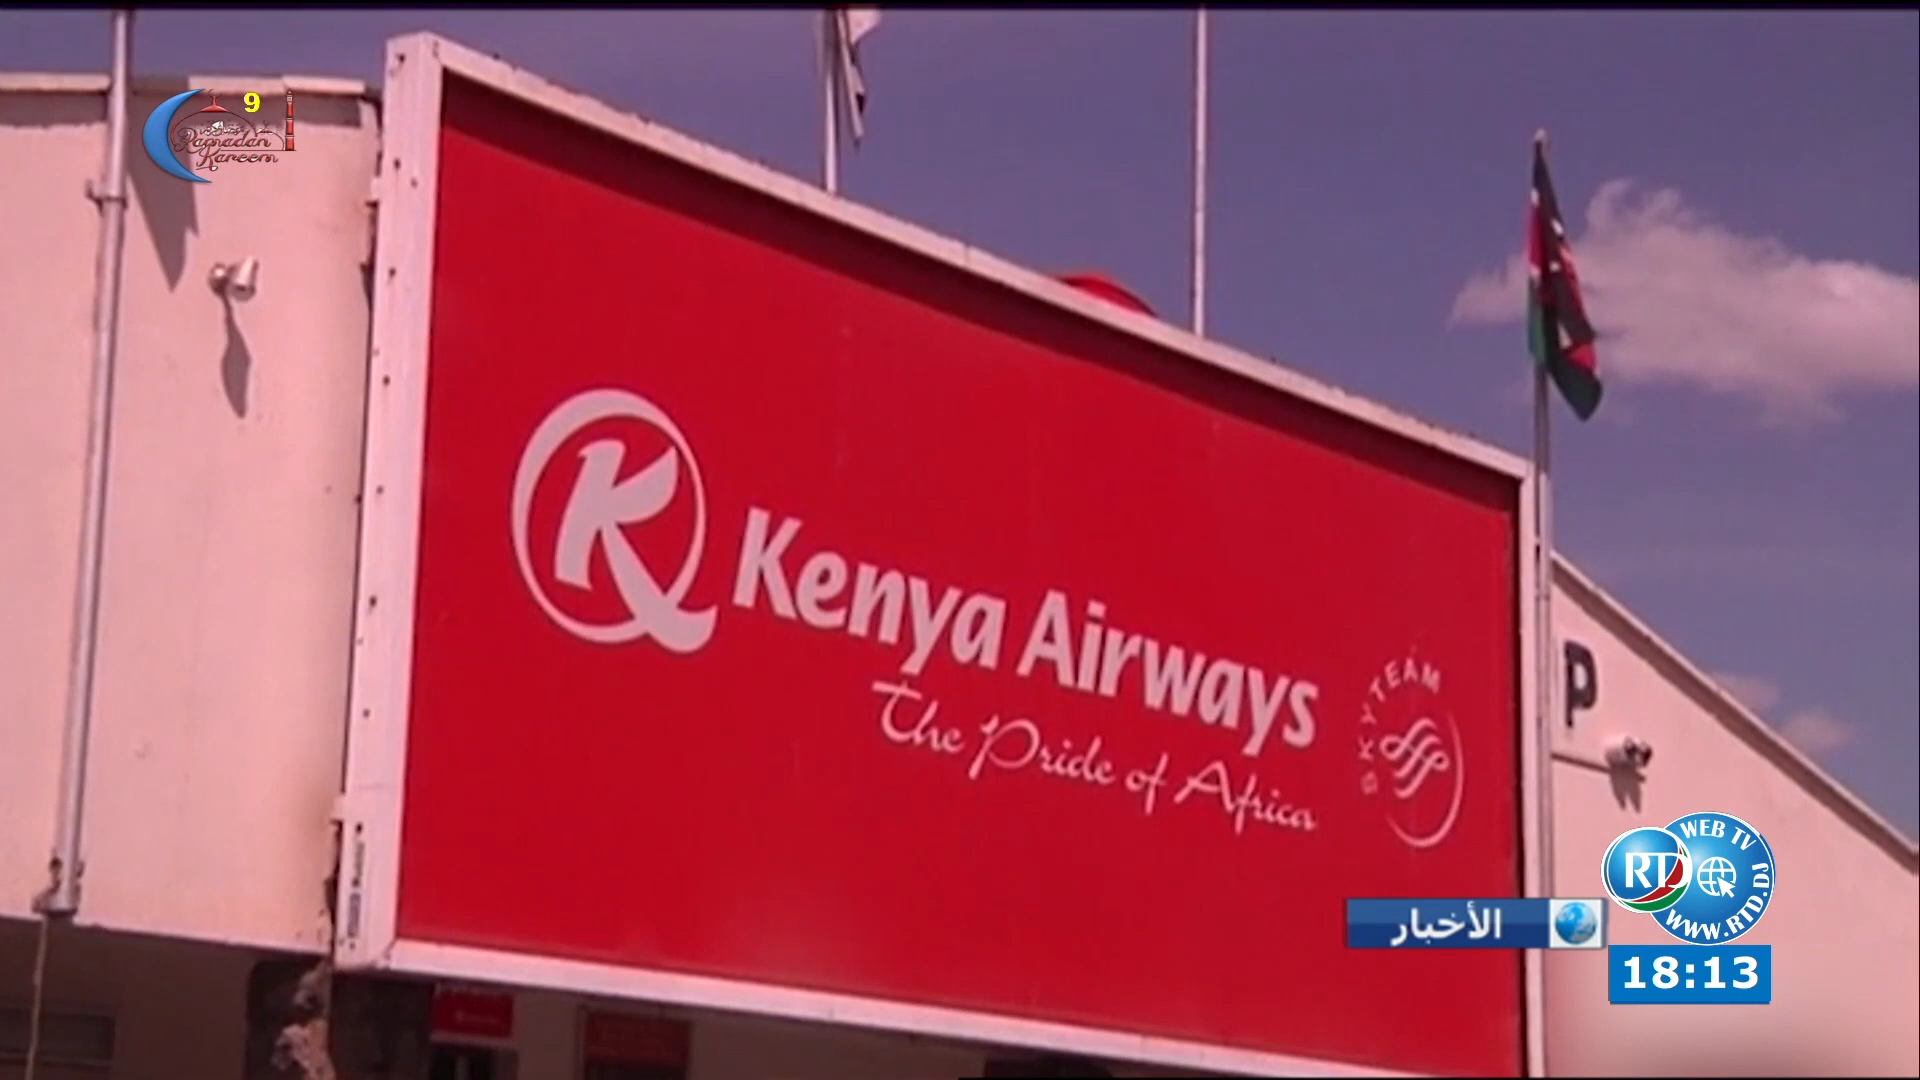 9
Ramadan
Kareem
K
Kenya Airways
The Pride of Africa
SKYTEAM
P
WEB TV
RTD
WWW.RTD.DJ
الأخبار
18:13